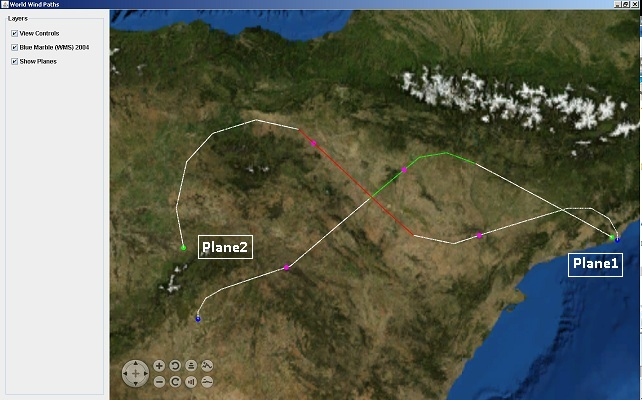 World Wind Paths
Layers
View Controls
Blue Marble (WMS) 2004
Show Planes
Plane2
Plane1